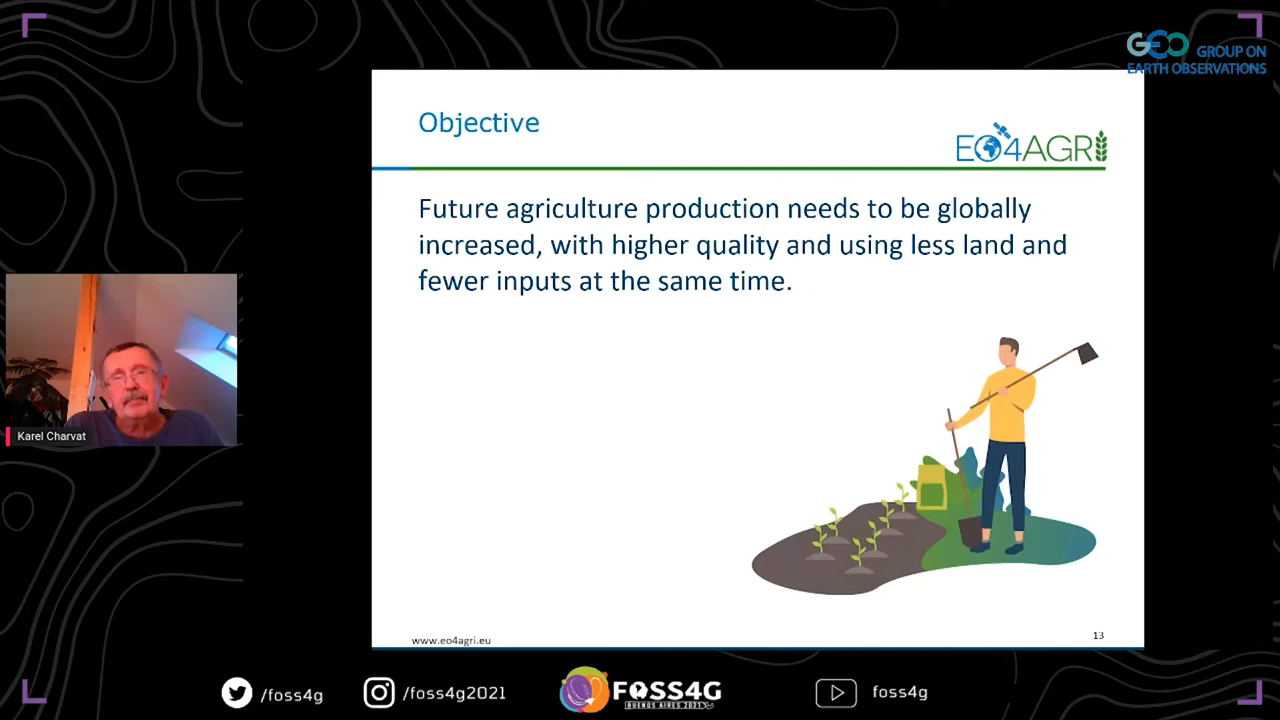 GEO GROUP ON
EARTH OBSERVATIONS
Objective
EO4AGRI
Future agriculture production needs to be globally
increased, with higher quality and using less land and
fewer inputs at the same time.
Karel Charvat
www.eo4agri.eu
13
/foss4g
/foss4g2021
FOSS4G
BUENOS AIRES 2021
foss4g